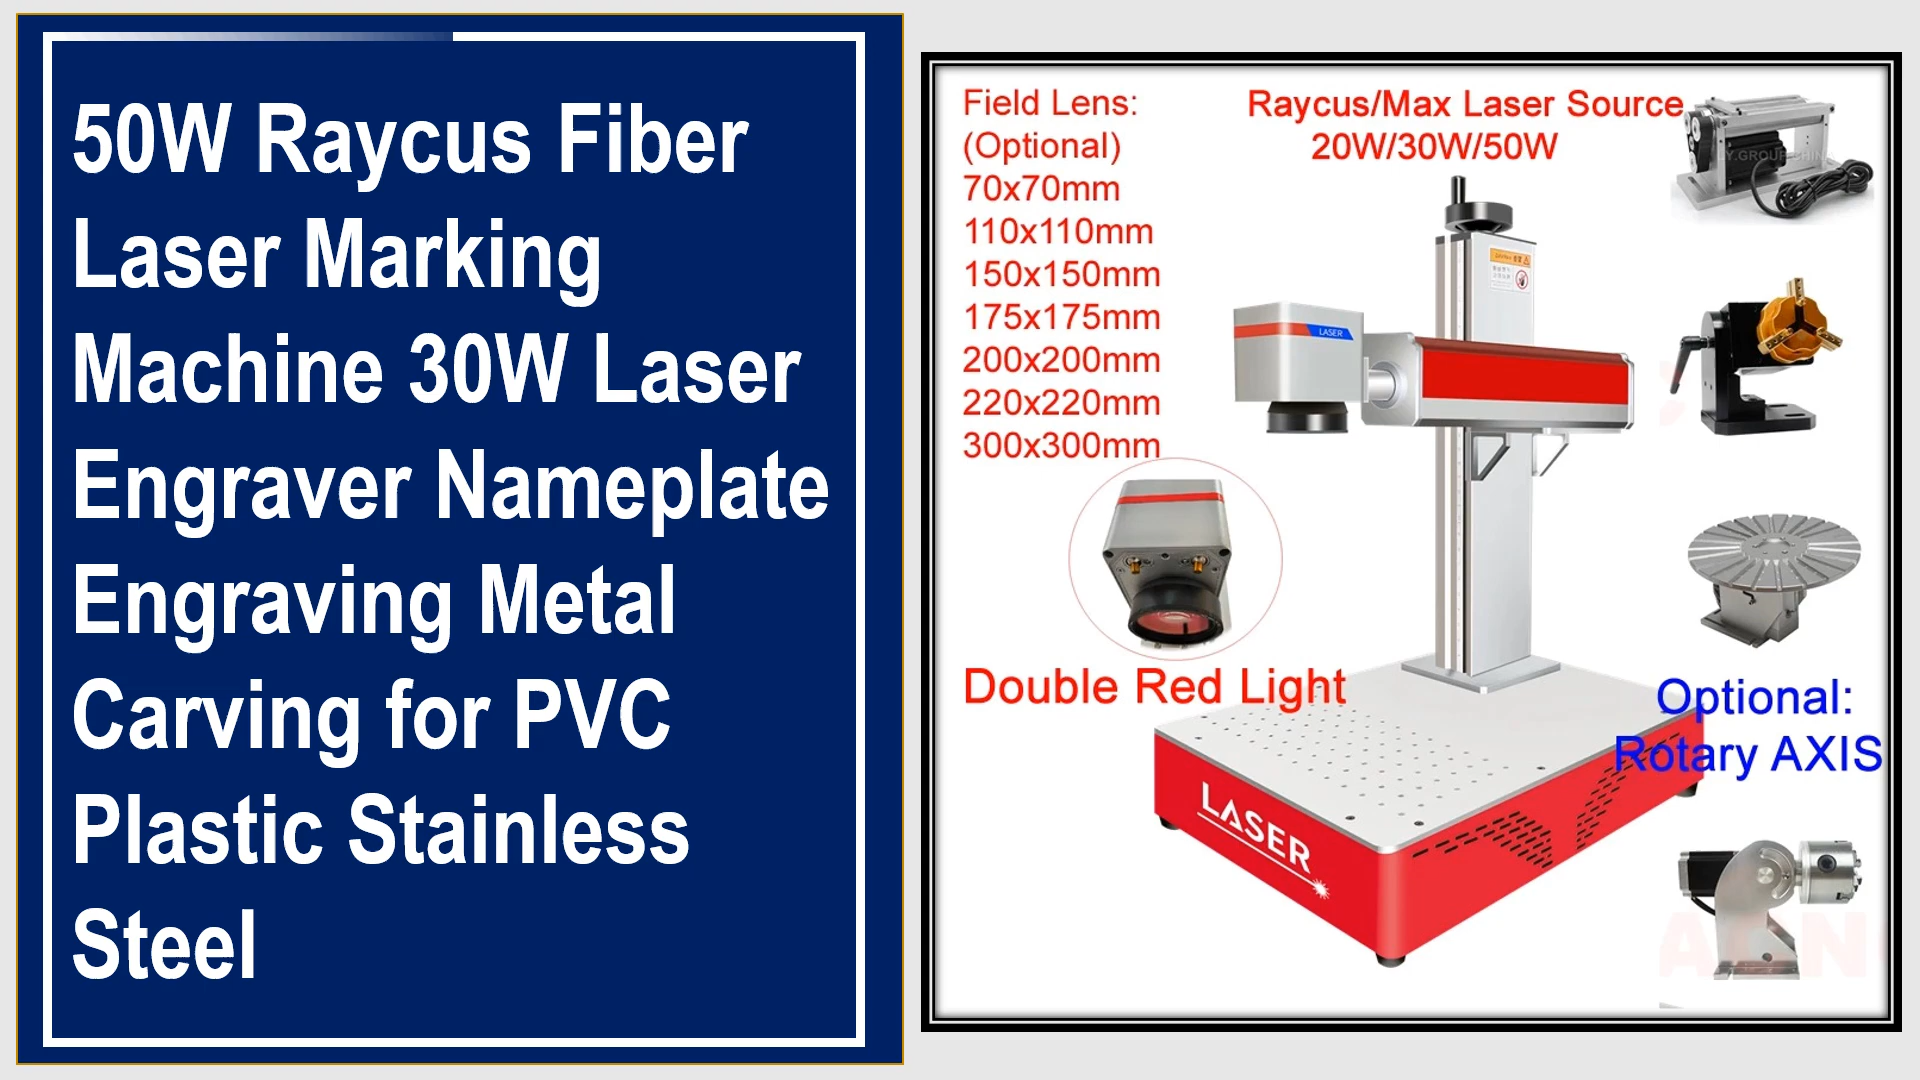 50W Raycus Fiber
Laser Marking
Machine 30W Laser
Engraver Nameplate
Engraving Metal
Carving for PVC
Plastic Stainless
Steel
Field Lens:
(Optional)
70x70mm
110x110mm
150x150mm
175x175mm
200x200mm
220x220mm
300x300mm
Raycus/Max Laser Source
20W/30W/50W
LASER
Double Red Light
Optional:
Rotary AXIS
LASER